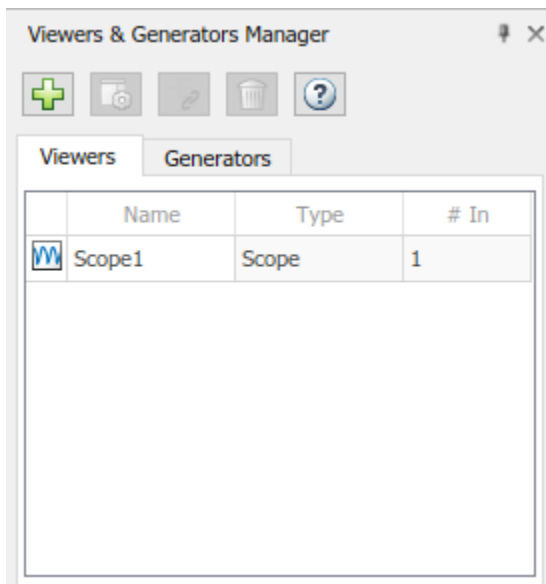 Viewers & Generators Manager
Viewers Generators
Name Type # In
Scope1 Scope 1